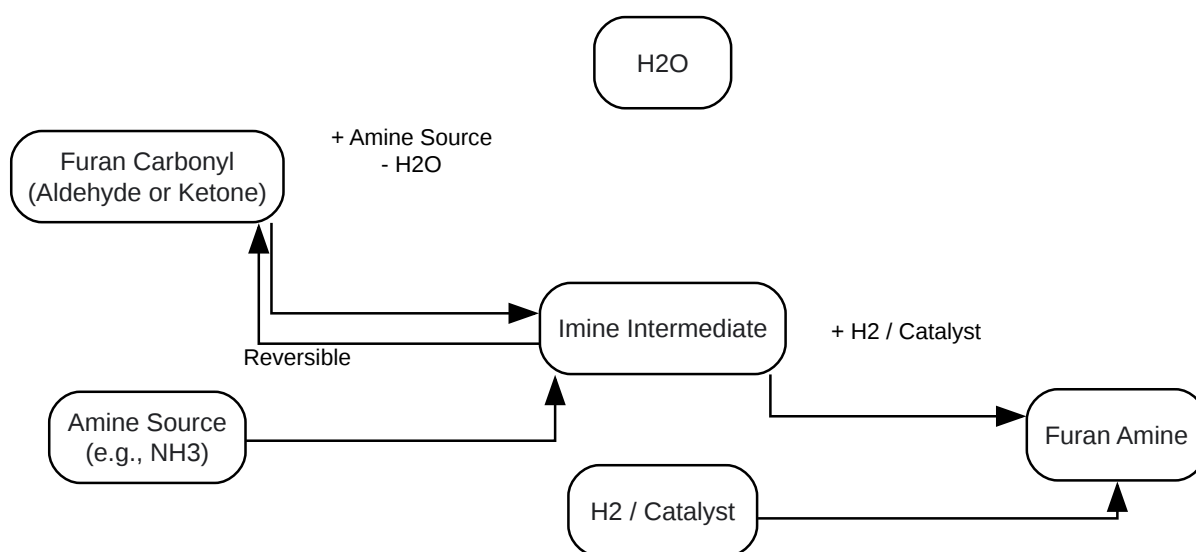 H2O
+ Amine Source
- H2O
Furan Carbonyl
(Aldehyde or Ketone)
Imine Intermediate
+ H2 / Catalyst
Reversible
Amine Source
(e.g., NH3)
Furan Amine
H2 / Catalyst